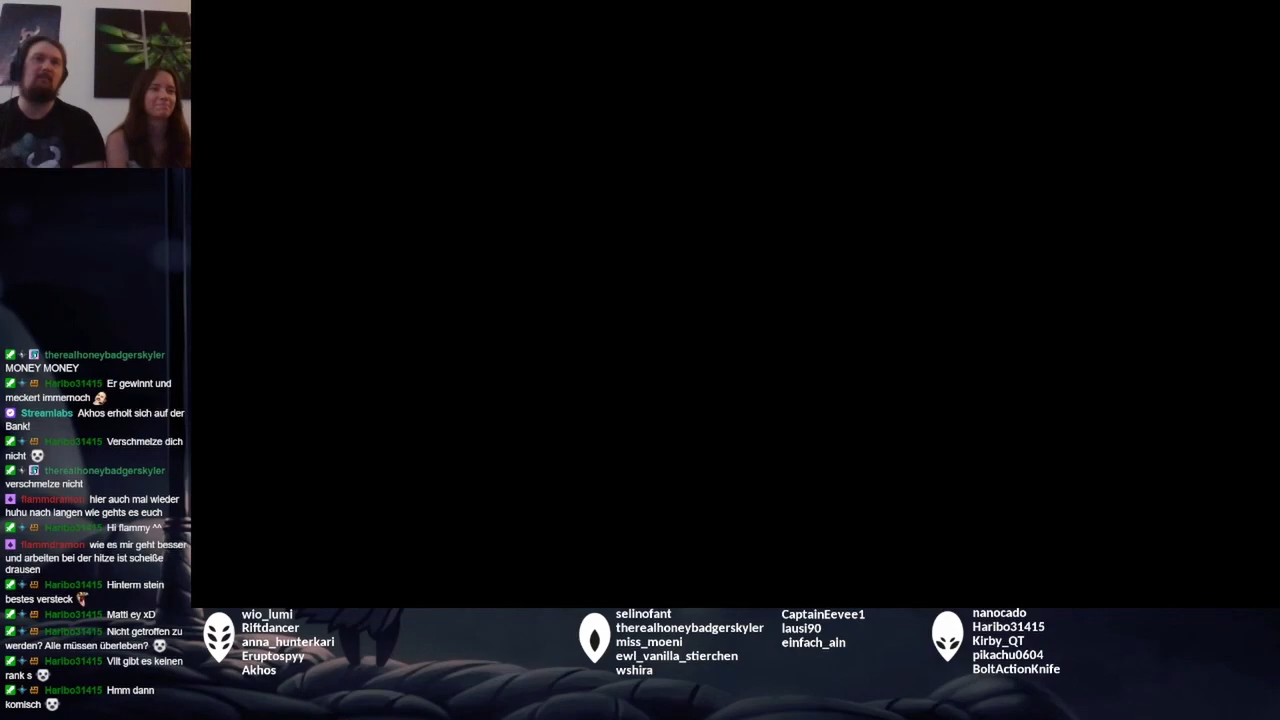 therealhoneybadgerskyler
MONEY MONEY
Haribo31415 Er gewinnt und
meckert immernoch
Streamlabs Akhos erholt sich auf der
Bank!
Haribo31415 Verschmelze dich
nicht
therealhoneybadgerskyler
verschmelze nicht
flammdramon hier auch mal wieder
huhu nach langen wie gehts es euch
Haribo31415 Hi flammy ^^
flammdramon wie es mir geht besser
und arbeiten bei der hitze ist scheiße
drausen
Haribo31415 Hinterm stein
bestes versteck
Haribo31415 Matti ey xD
Haribo31415 Nicht getroffen zu
werden? Alle müssen überleben?
Haribo31415 Vllt gibt es keinen
rank s
Haribo31415 Hmm dann
komisch
wio_lumi
Riftdancer
anna_hunterkari
Eruptospyy
Akhos
selinofant
therealhoneybadgerskyler
miss_moeni
ewl_vanilla_stierchen
wshira
CaptainEevee1
lausi90
einfach_aln
nanocado
Haribo31415
Kirby_QT
pikachu0604
BoltActionKnife